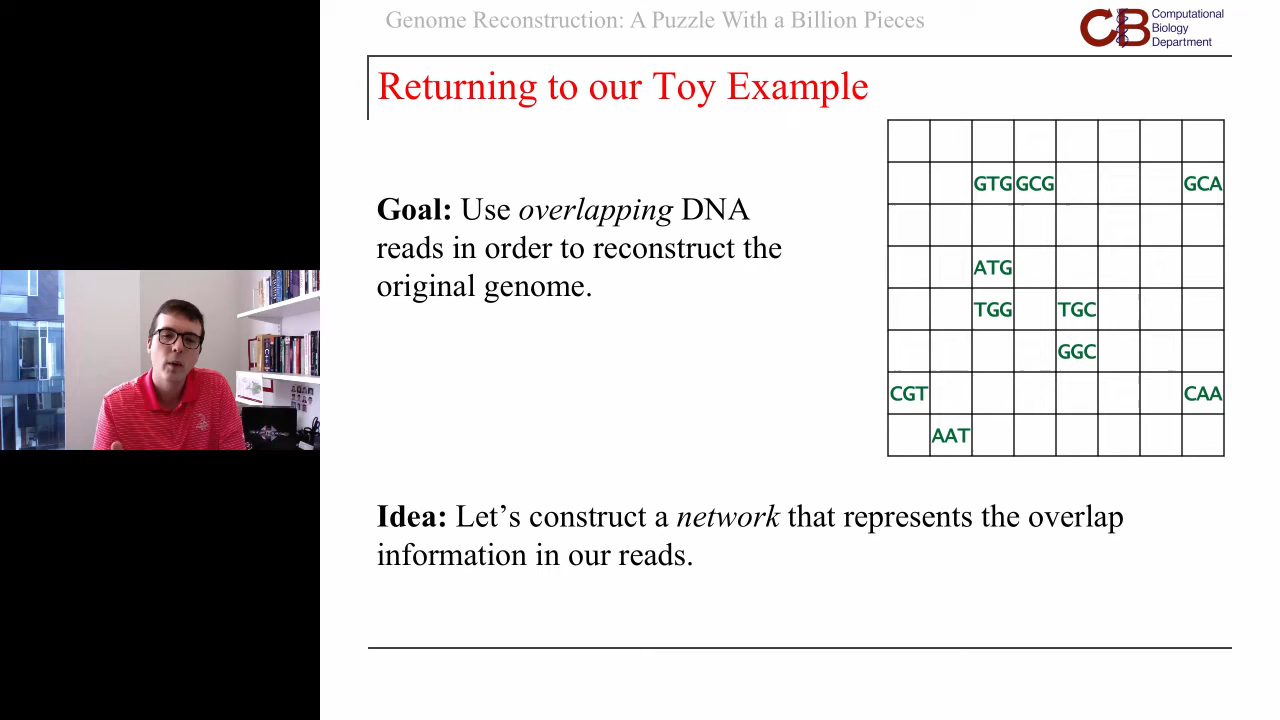 Genome Reconstruction: A Puzzle With a Billion Pieces
CB
Computational
Biology
Department
Returning to our Toy Example
GTG GCG GCA
Goal: Use overlapping DNA
reads in order to reconstruct the
original genome.
ATG
TGG TGC
GGC
CGT CAA
AAT
Idea: Let’s construct a network that represents the overlap
information in our reads.